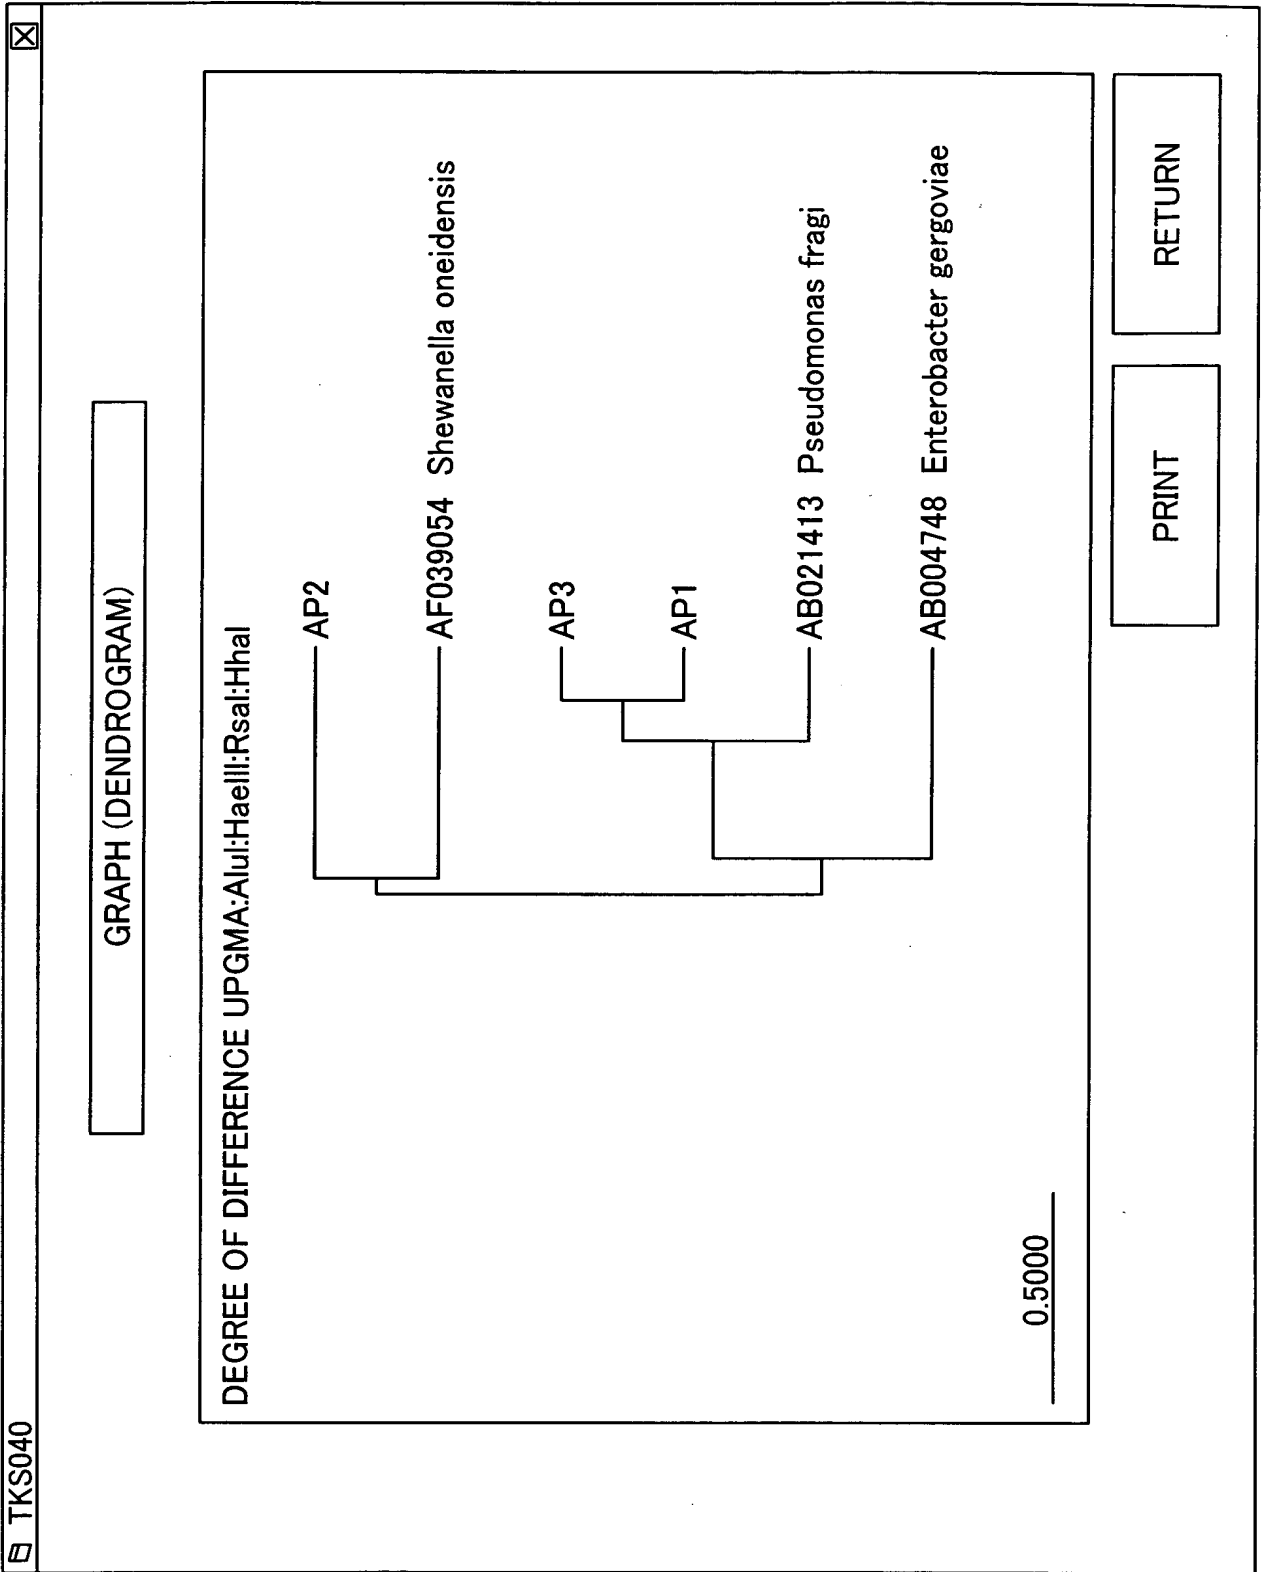 TKS040
GRAPH (DENDROGRAM)
DEGREE OF DIFFERENCE UPGMA:AluI:HaeIII:RsaI:HhaI
AP2
AF039054 Shewanella oneidensis
AP3
AP1
AB021413 Pseudomonas fragi
AB004748 Enterobacter gergoviae
0.5000
PRINT
RETURN